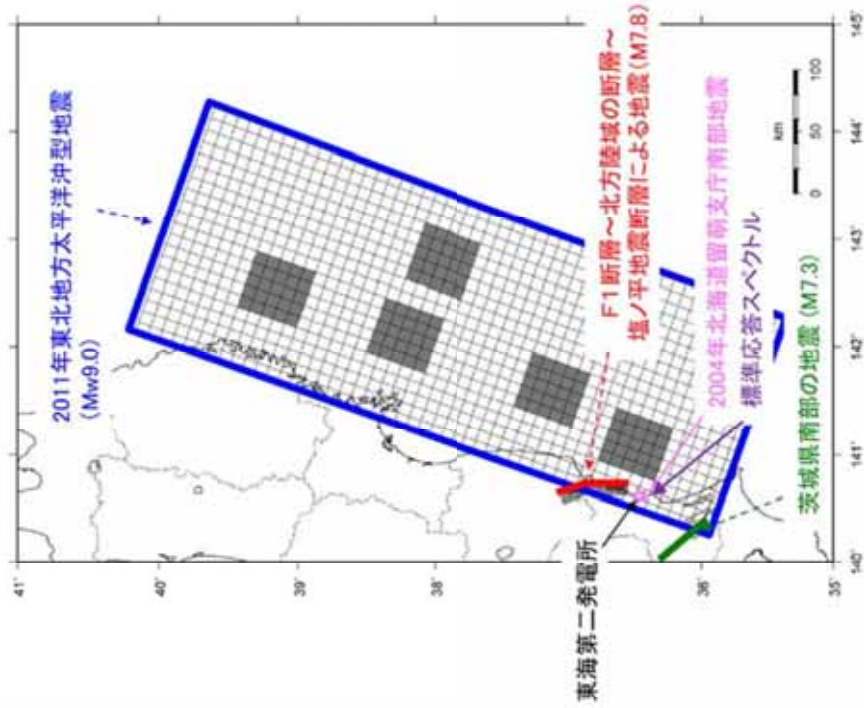 2011年東北地方太平洋沖型地震
(Mw9.0)
F1断層～北方陸域の断層～
塩ノ平地震断層による地震(M7.8)
2004年北海道留萌支庁南部地震
標準応答スペクトル
茨城県南部の地震 (M7.3)
東海第二発電所
km
0 50 100
41°
40°
39°
38°
36°
35°
140°
141°
142°
143°
144°
145°